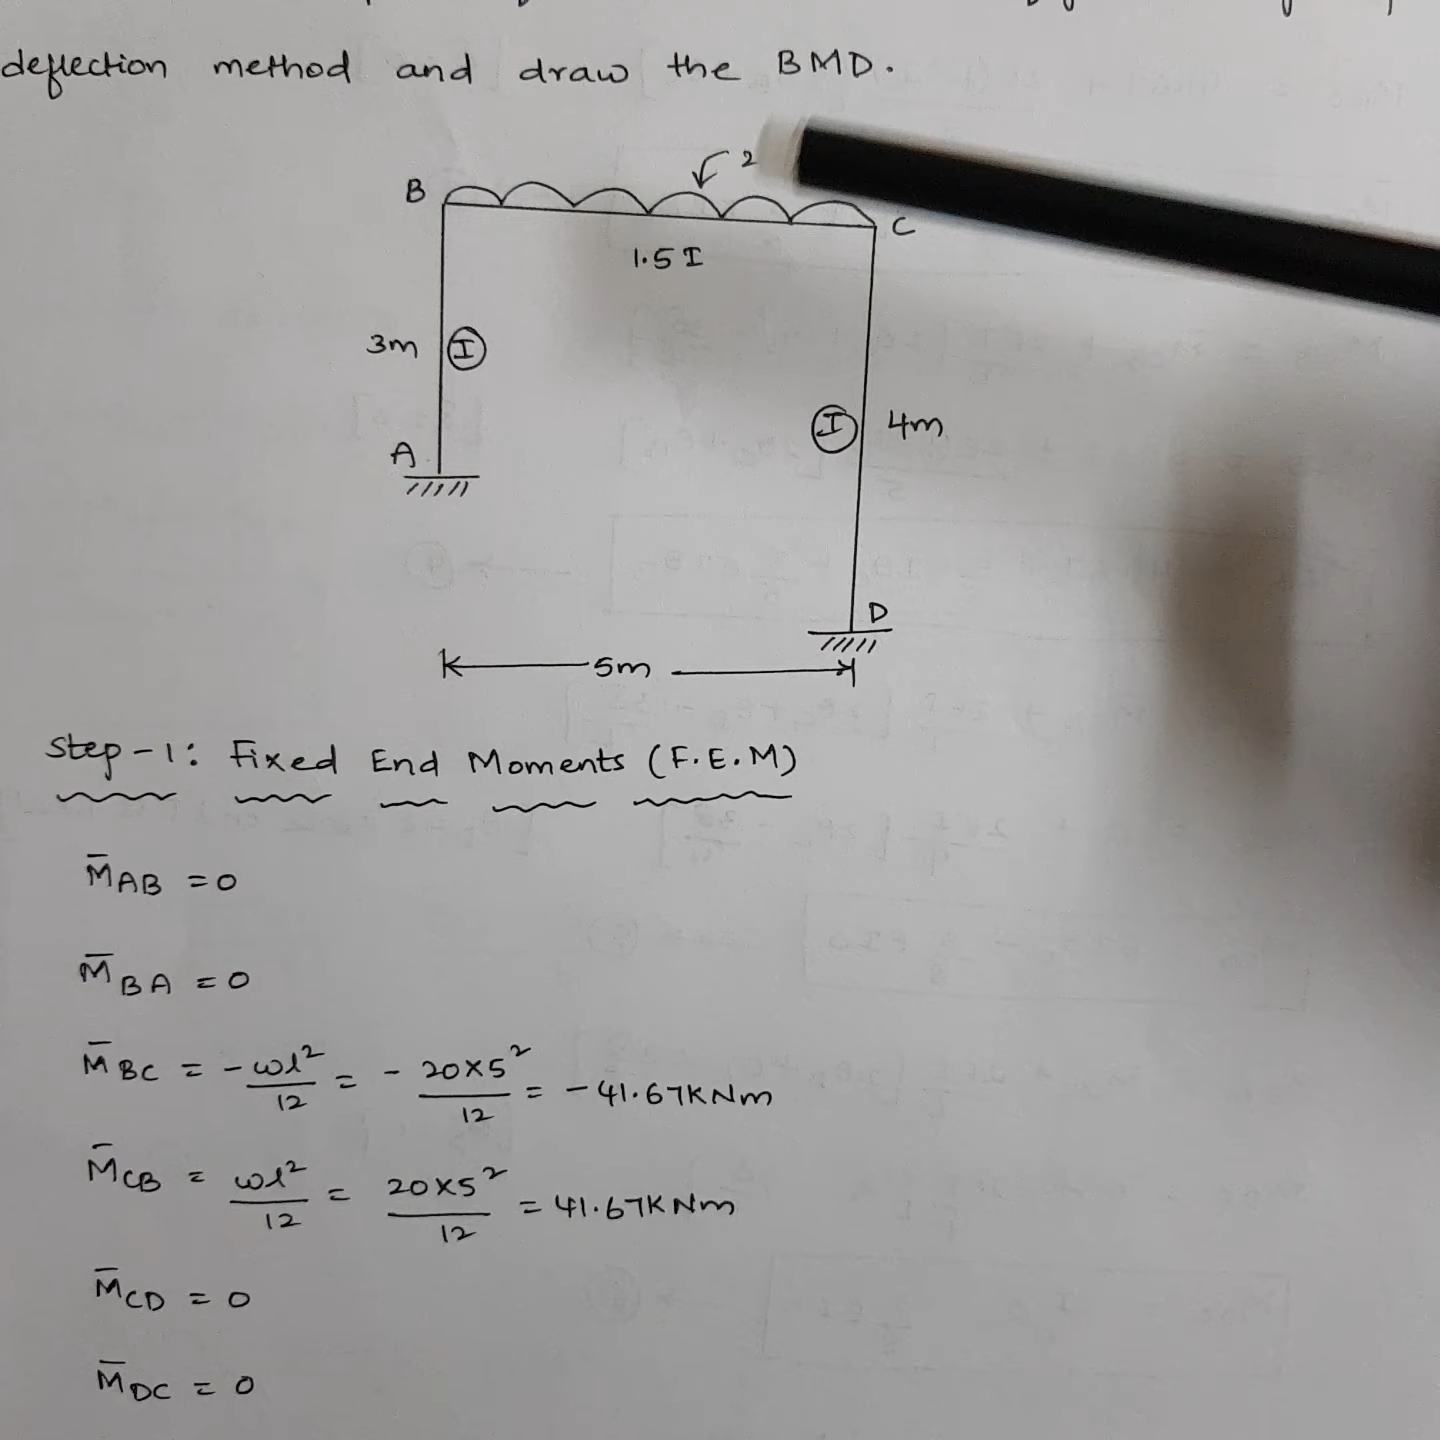 deflection method and draw the BMD.
2
B
C
1.5 I
3m I
I 4m
A
D
5m
Step-1: Fixed End Moments (F.E.M)
M̄AB = 0
M̄BA = 0
M̄BC = -ωl²/12 = - 20×5²/12 = -41.67KNm
M̄CB = ωl²/12 = 20×5²/12 = 41.67KNm
M̄CD = 0
M̄DC = 0